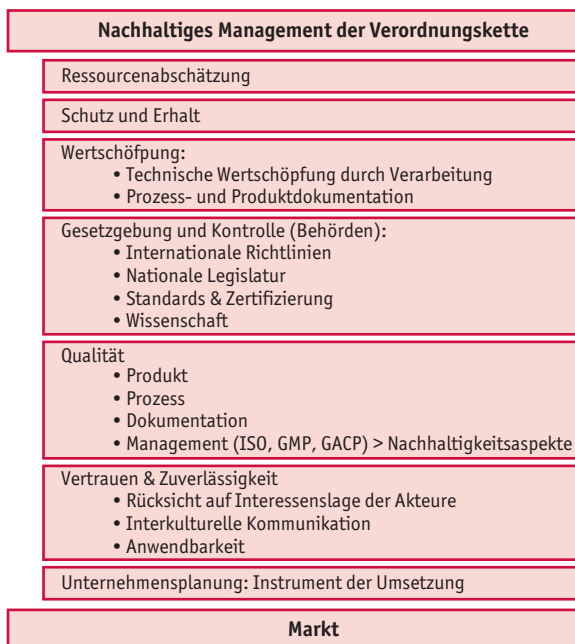 Nachhaltiges Management der Verordnungskette
Ressourcenabschätzung
Schutz und Erhalt
Wertschöfpung:
• Technische Wertschöpfung durch Verarbeitung
• Prozess- und Produktdokumentation
Gesetzgebung und Kontrolle (Behörden):
• Internationale Richtlinien
• Nationale Legislatur
• Standards & Zertifizierung
• Wissenschaft
Qualität
• Produkt
• Prozess
• Dokumentation
• Management (ISO, GMP, GACP) > Nachhaltigkeitsaspekte
Vertrauen & Zuverlässigkeit
• Rücksicht auf Interessenslage der Akteure
• Interkulturelle Kommunikation
• Anwendbarkeit
Unternehmensplanung: Instrument der Umsetzung
Markt